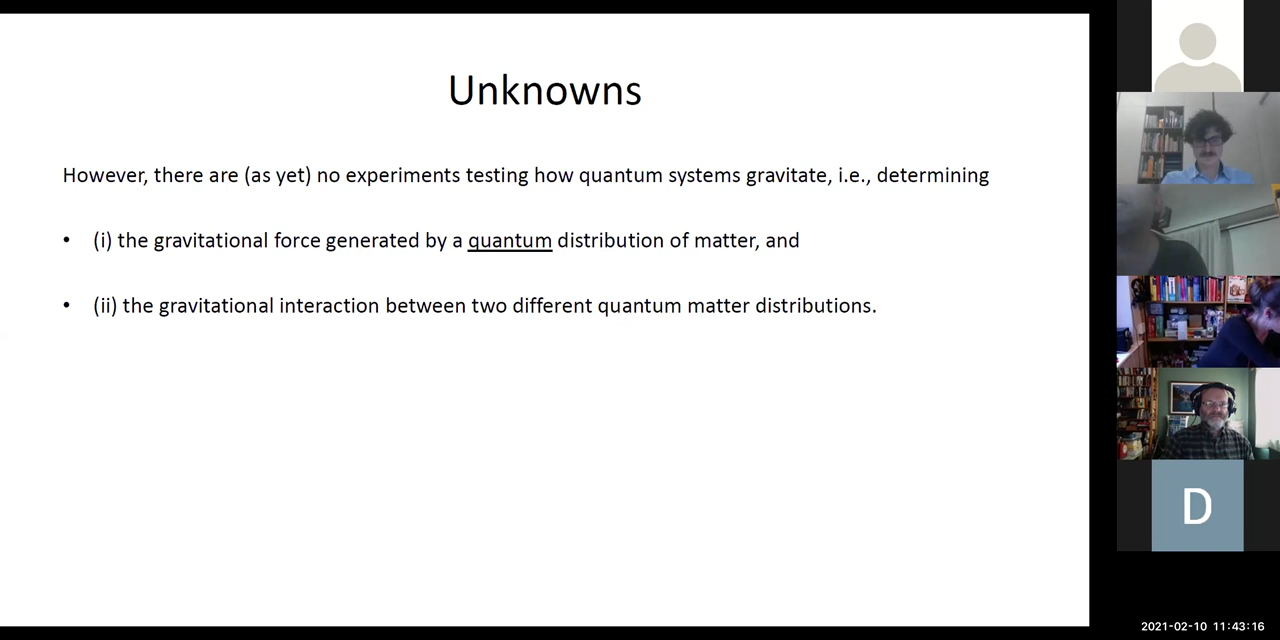 Unknowns
However, there are (as yet) no experiments testing how quantum systems gravitate, i.e., determining
• (i) the gravitational force generated by a quantum distribution of matter, and
• (ii) the gravitational interaction between two different quantum matter distributions.
D
2021-02-10 11:43:16